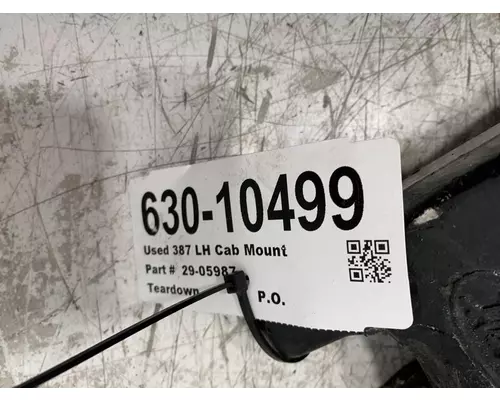 630-10499
Used 387 LH Cab Mount
Part # 29-05987
Teardown P.O.